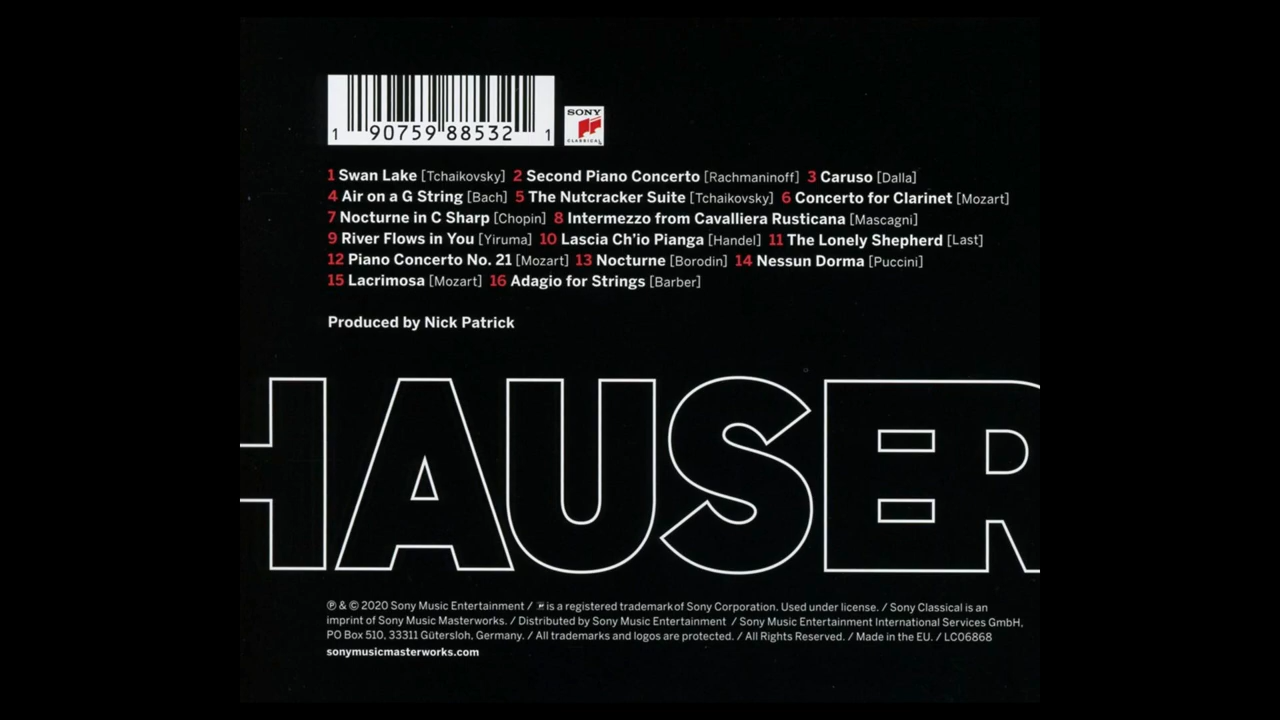 1 90759 88532 1
SONY
CLASSICAL
1 Swan Lake [Tchaikovsky] 2 Second Piano Concerto [Rachmaninoff] 3 Caruso [Dalla]
4 Air on a G String [Bach] 5 The Nutcracker Suite [Tchaikovsky] 6 Concerto for Clarinet [Mozart]
7 Nocturne in C Sharp [Chopin] 8 Intermezzo from Cavalliera Rusticana [Mascagni]
9 River Flows in You [Yiruma] 10 Lascia Ch'io Pianga [Handel] 11 The Lonely Shepherd [Last]
12 Piano Concerto No. 21 [Mozart] 13 Nocturne [Borodin] 14 Nessun Dorma [Puccini]
15 Lacrimosa [Mozart] 16 Adagio for Strings [Barber]
Produced by Nick Patrick
HAUSER
℗ & © 2020 Sony Music Entertainment / is a registered trademark of Sony Corporation. Used under license. / Sony Classical is an
imprint of Sony Music Masterworks. / Distributed by Sony Music Entertainment / Sony Music Entertainment International Services GmbH,
PO Box 510, 33311 Gütersloh, Germany. / All trademarks and logos are protected. / All Rights Reserved. / Made in the EU. / LC06868
sonymusicmasterworks.com